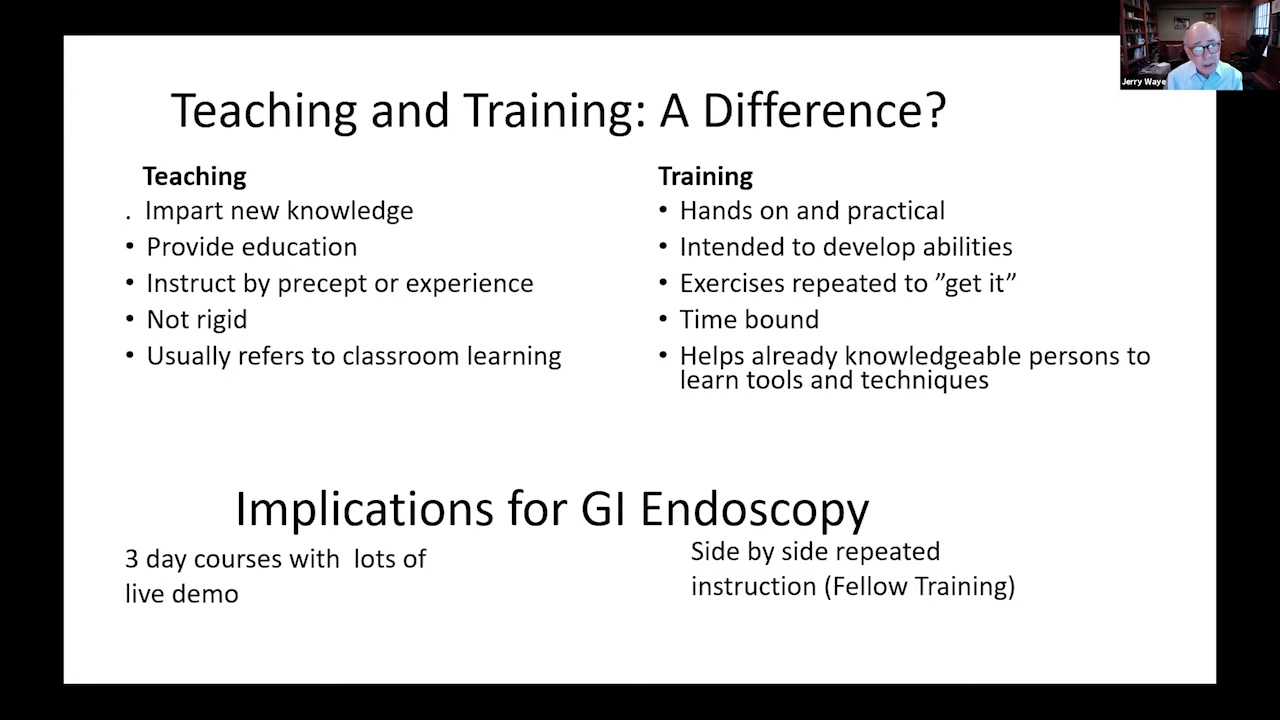 Teaching and Training: A Difference?
Teaching
. Impart new knowledge
• Provide education
• Instruct by precept or experience
• Not rigid
• Usually refers to classroom learning
Training
• Hands on and practical
• Intended to develop abilities
• Exercises repeated to ”get it”
• Time bound
• Helps already knowledgeable persons to
learn tools and techniques
Implications for GI Endoscopy
3 day courses with lots of
live demo
Side by side repeated
instruction (Fellow Training)
Jerry Waye